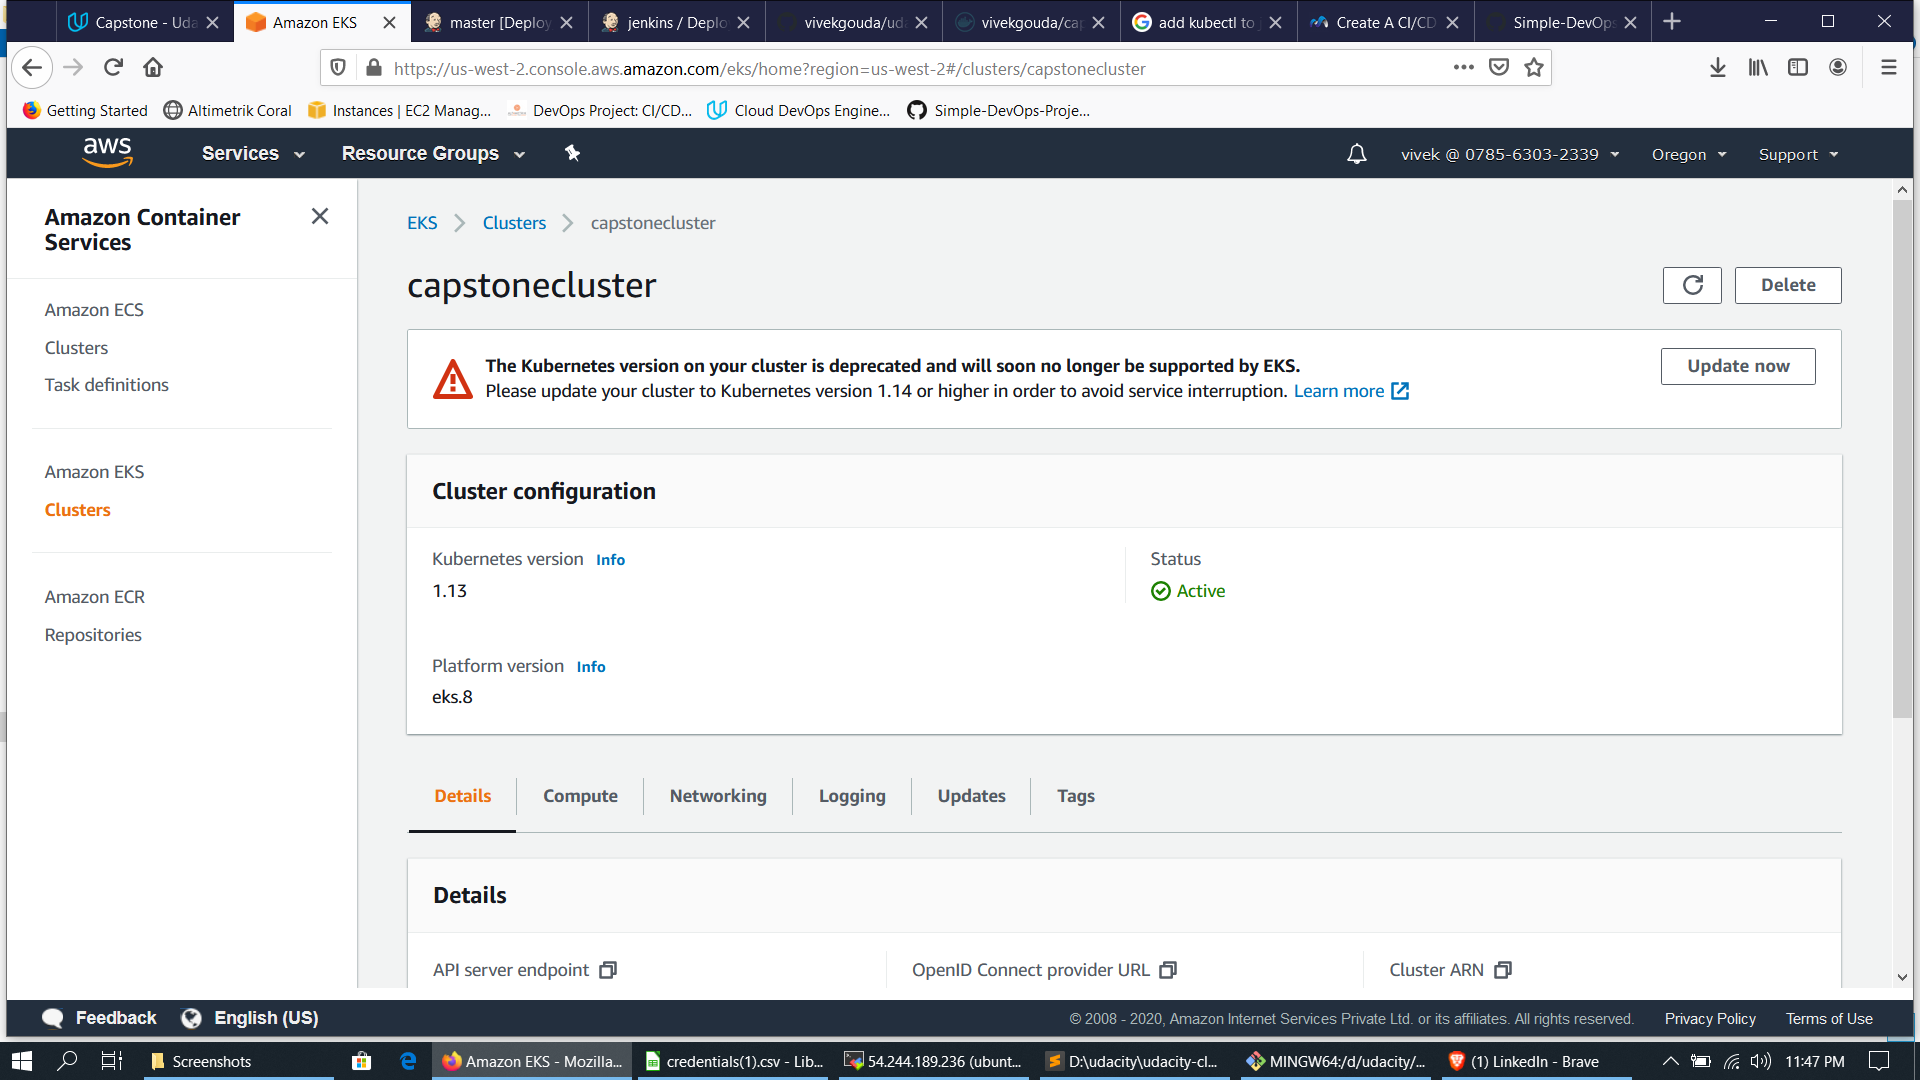 Capstone - Uda
Amazon EKS
master [Deploy
jenkins / Deplo
vivekgouda/uda
vivekgouda/cap
add kubectl to J
Create A CI/CD
Simple-DevOps
https://us-west-2.console.aws.amazon.com/eks/home?region=us-west-2#/clusters/capstonecluster
Getting Started
Altimetrik Coral
Instances | EC2 Manag...
DevOps Project: CI/CD...
Cloud DevOps Engine...
Simple-DevOps-Proje...
aws
Services
Resource Groups
vivek @ 0785-6303-2339
Oregon
Support
Amazon Container
Services
Amazon ECS
Clusters
Task definitions
Amazon EKS
Clusters
Amazon ECR
Repositories
EKS
Clusters
capstonecluster
capstonecluster
Delete
The Kubernetes version on your cluster is deprecated and will soon no longer be supported by EKS.
Please update your cluster to Kubernetes version 1.14 or higher in order to avoid service interruption. Learn more
Update now
Cluster configuration
Kubernetes version Info
1.13
Status
Active
Platform version Info
eks.8
Details
Compute
Networking
Logging
Updates
Tags
Details
API server endpoint
OpenID Connect provider URL
Cluster ARN
Feedback
English (US)
© 2008 - 2020, Amazon Internet Services Private Ltd. or its affiliates. All rights reserved.
Privacy Policy
Terms of Use
Screenshots
Amazon EKS - Mozilla...
credentials(1).csv - Lib...
54.244.189.236 (ubunt...
D:\udacity\udacity-cl...
MINGW64:/d/udacity/...
(1) LinkedIn - Brave
11:47 PM